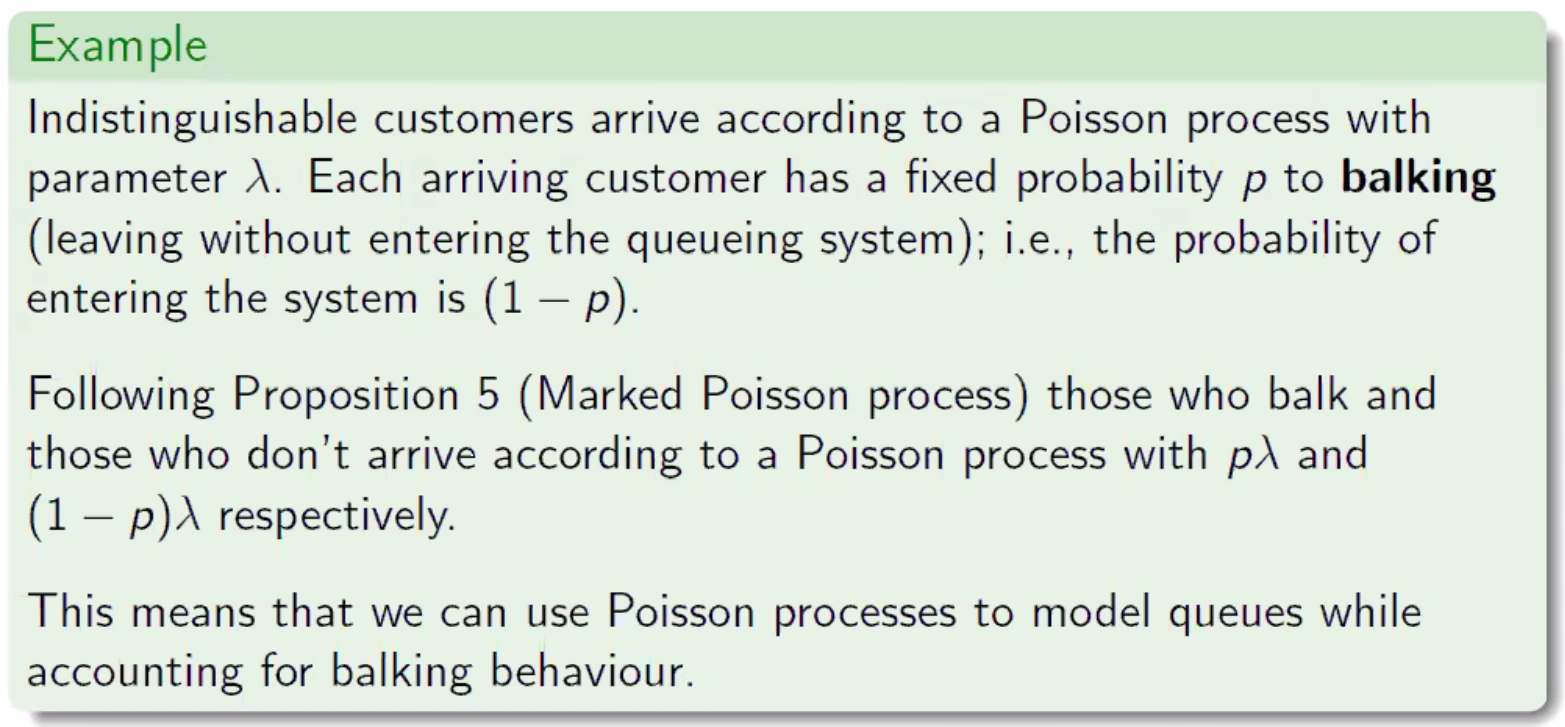 Example
Indistinguishable customers arrive according to a Poisson process with
parameter λ. Each arriving customer has a fixed probability p to balking
(leaving without entering the queueing system); i.e., the probability of
entering the system is (1 − p).
Following Proposition 5 (Marked Poisson process) those who balk and
those who don't arrive according to a Poisson process with pλ and
(1 − p)λ respectively.
This means that we can use Poisson processes to model queues while
accounting for balking behaviour.